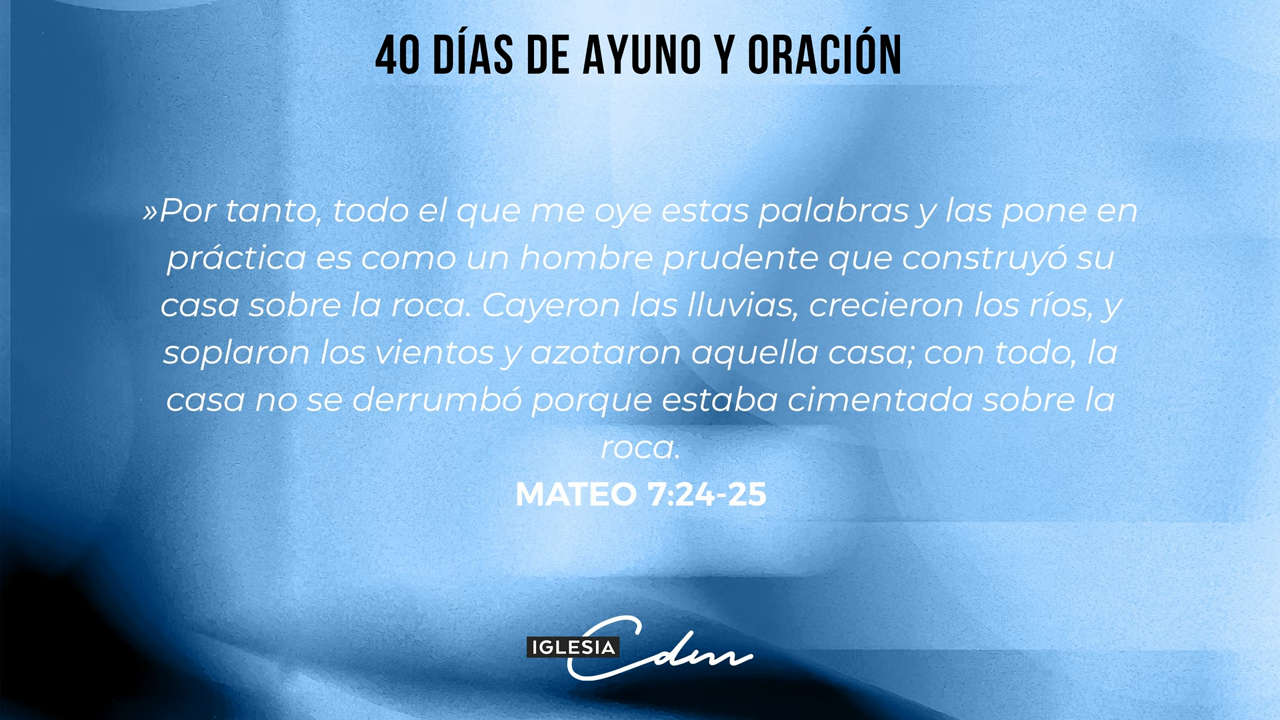 40 DÍAS DE AYUNO Y ORACIÓN
»Por tanto, todo el que me oye estas palabras y las pone en
práctica es como un hombre prudente que construyó su
casa sobre la roca. Cayeron las lluvias, crecieron los ríos, y
soplaron los vientos y azotaron aquella casa; con todo, la
casa no se derrumbó porque estaba cimentada sobre la
roca.
MATEO 7:24-25
IGLESIA Cdm